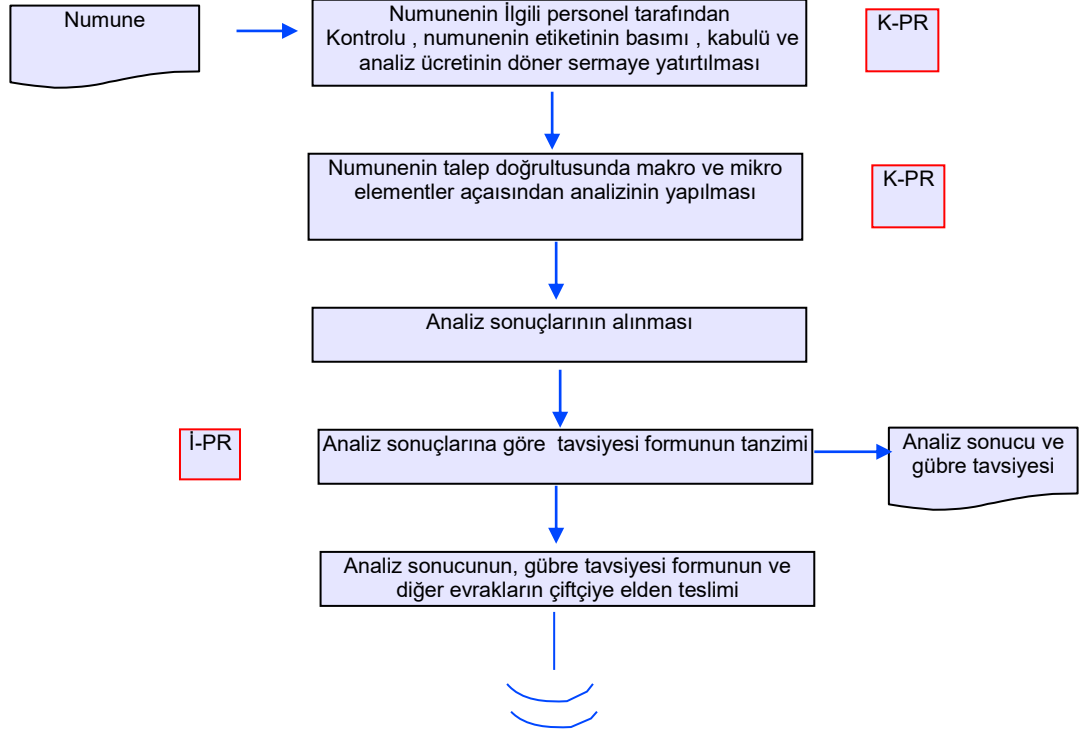 Numune
Numunenin İlgili personel tarafından
Kontrolu , numunenin etiketinin basımı , kabulü ve
analiz ücretinin döner sermaye yatırtılması
K-PR
Numunenin talep doğrultusunda makro ve mikro
elementler açaısından analizinin yapılması
K-PR
Analiz sonuçlarının alınması
İ-PR
Analiz sonuçlarına göre tavsiyesi formunun tanzimi
Analiz sonucu ve
gübre tavsiyesi
Analiz sonucunun, gübre tavsiyesi formunun ve
diğer evrakların çiftçiye elden teslimi